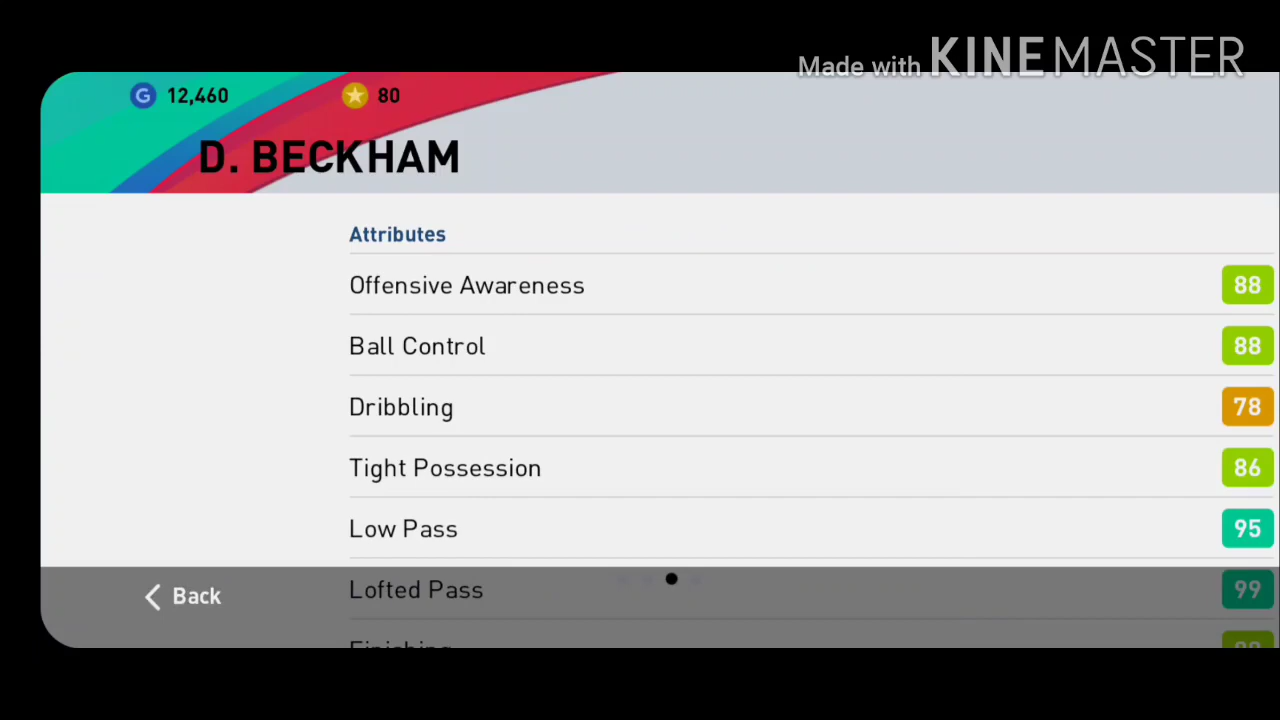 Made with KINEMASTER
G 12,460 80
D. BECKHAM
Attributes
Offensive Awareness 88
Ball Control 88
Dribbling 78
Tight Possession 86
Low Pass 95
Lofted Pass 99
Finishing
Back